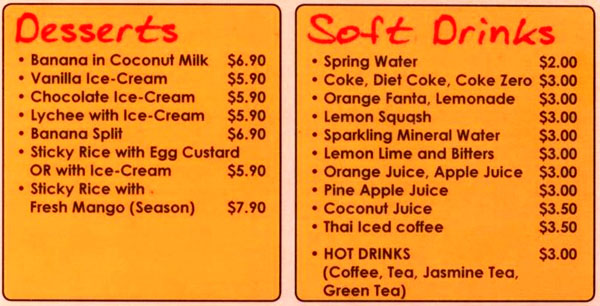 Desserts
• Banana in Coconut Milk $6.90
• Vanilla Ice-Cream $5.90
• Chocolate Ice-Cream $5.90
• Lychee with Ice-Cream $5.90
• Banana Split $6.90
• Sticky Rice with Egg Custard
OR with Ice-Cream $5.90
• Sticky Rice with
Fresh Mango (Season) $7.90
Soft Drinks
• Spring Water $2.00
• Coke, Diet Coke, Coke Zero $3.00
• Orange Fanta, Lemonade $3.00
• Lemon Squash $3.00
• Sparkling Mineral Water $3.00
• Lemon Lime and Bitters $3.00
• Orange Juice, Apple Juice $3.00
• Pine Apple Juice $3.00
• Coconut Juice $3.50
• Thai Iced coffee $3.50
• HOT DRINKS $3.00
(Coffee, Tea, Jasmine Tea,
Green Tea)